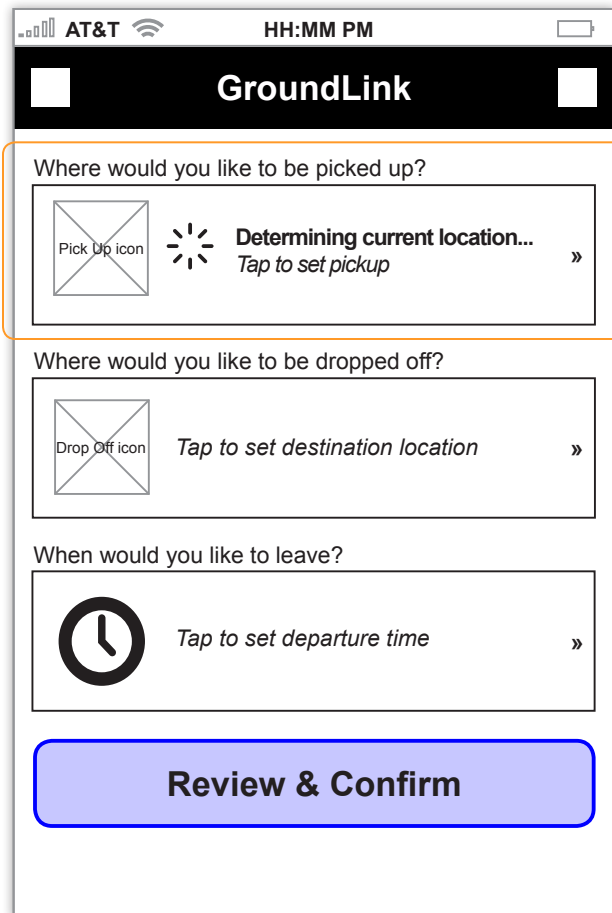 AT&T HH:MM PM
GroundLink
Where would you like to be picked up?
Pick Up icon
Determining current location...
Tap to set pickup
»
Where would you like to be dropped off?
Drop Off icon
Tap to set destination location
»
When would you like to leave?
Tap to set departure time
»
Review & Confirm